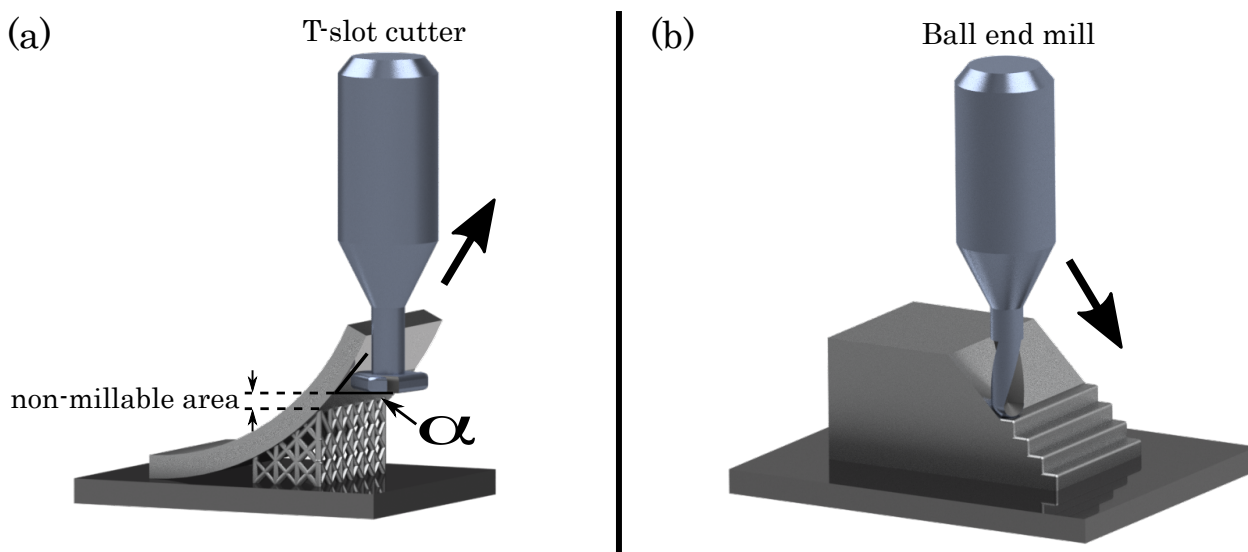 (a)
T-slot cutter
non-millable area
α
(b)
Ball end mill